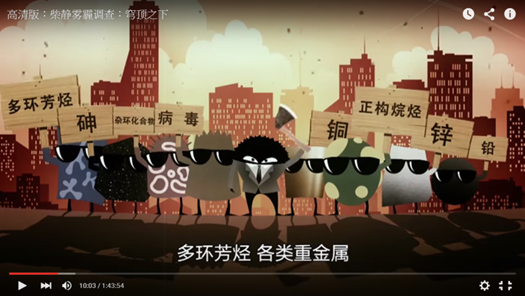 高清版：柴静雾霾调查：穹顶之下
多环芳烃
砷
杂环化合物
病毒
铜
正构烷烃
锌
铅
多环芳烃 各类重金属
10:03 / 1:43:54